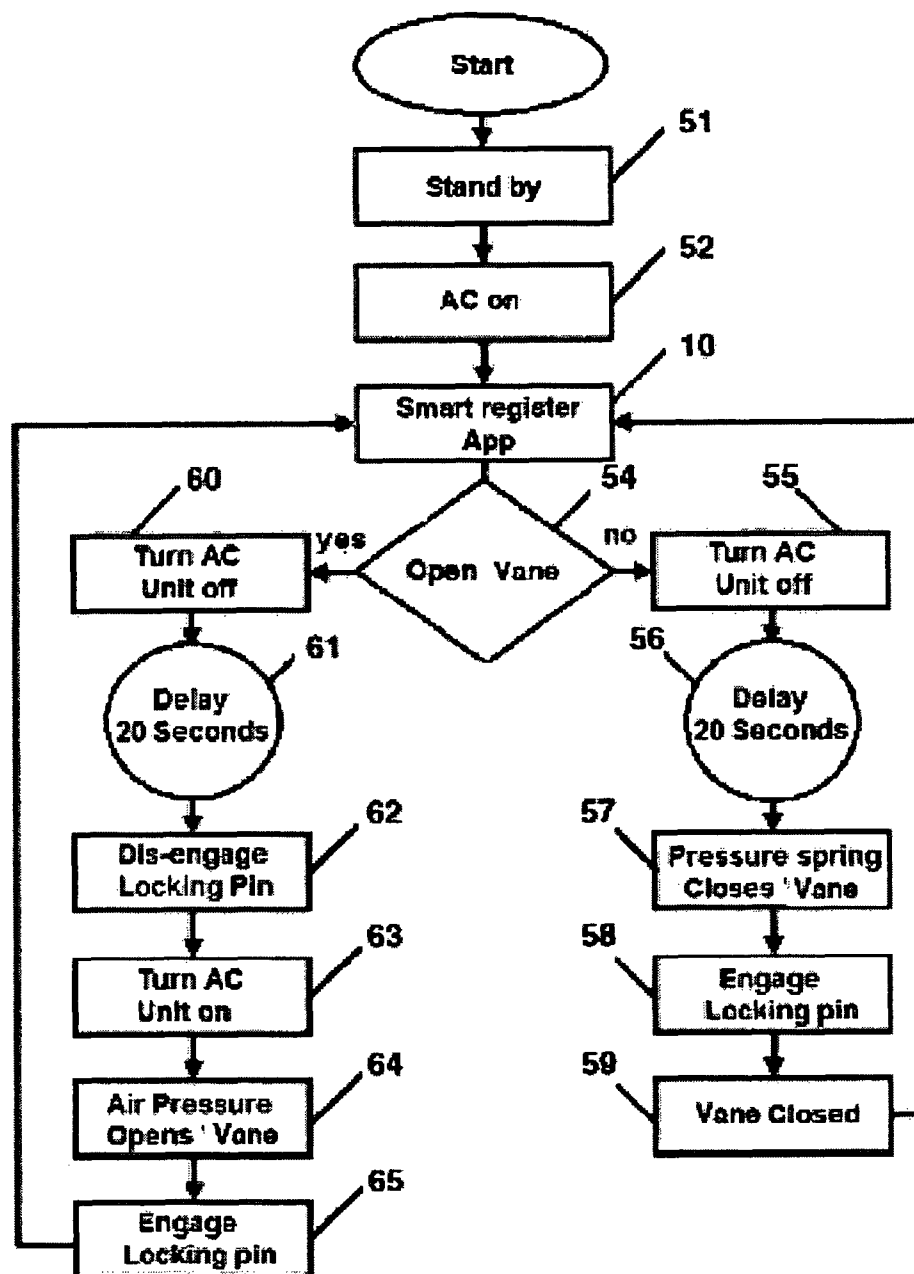 Start
51
Stand by
52
AC on
10
Smart register
App
54
Open Vane
yes
no
60
Turn AC
Unit off
61
Delay
20 Seconds
62
Dis-engage
Locking Pin
63
Turn AC
Unit on
64
Air Pressure
Opens ' Vane
65
Engage
Locking pin
55
Turn AC
Unit off
56
Delay
20 Seconds
57
Pressure spring
Closes ' Vane
58
Engage
Locking pin
59
Vane Closed